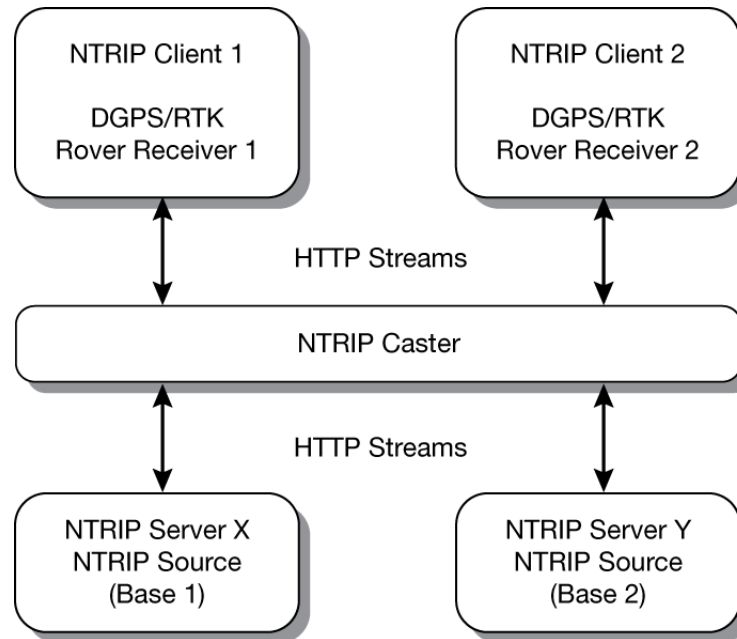 NTRIP Client 1
DGPS/RTK
Rover Receiver 1
NTRIP Client 2
DGPS/RTK
Rover Receiver 2
HTTP Streams
NTRIP Caster
HTTP Streams
NTRIP Server X
NTRIP Source
(Base 1)
NTRIP Server Y
NTRIP Source
(Base 2)